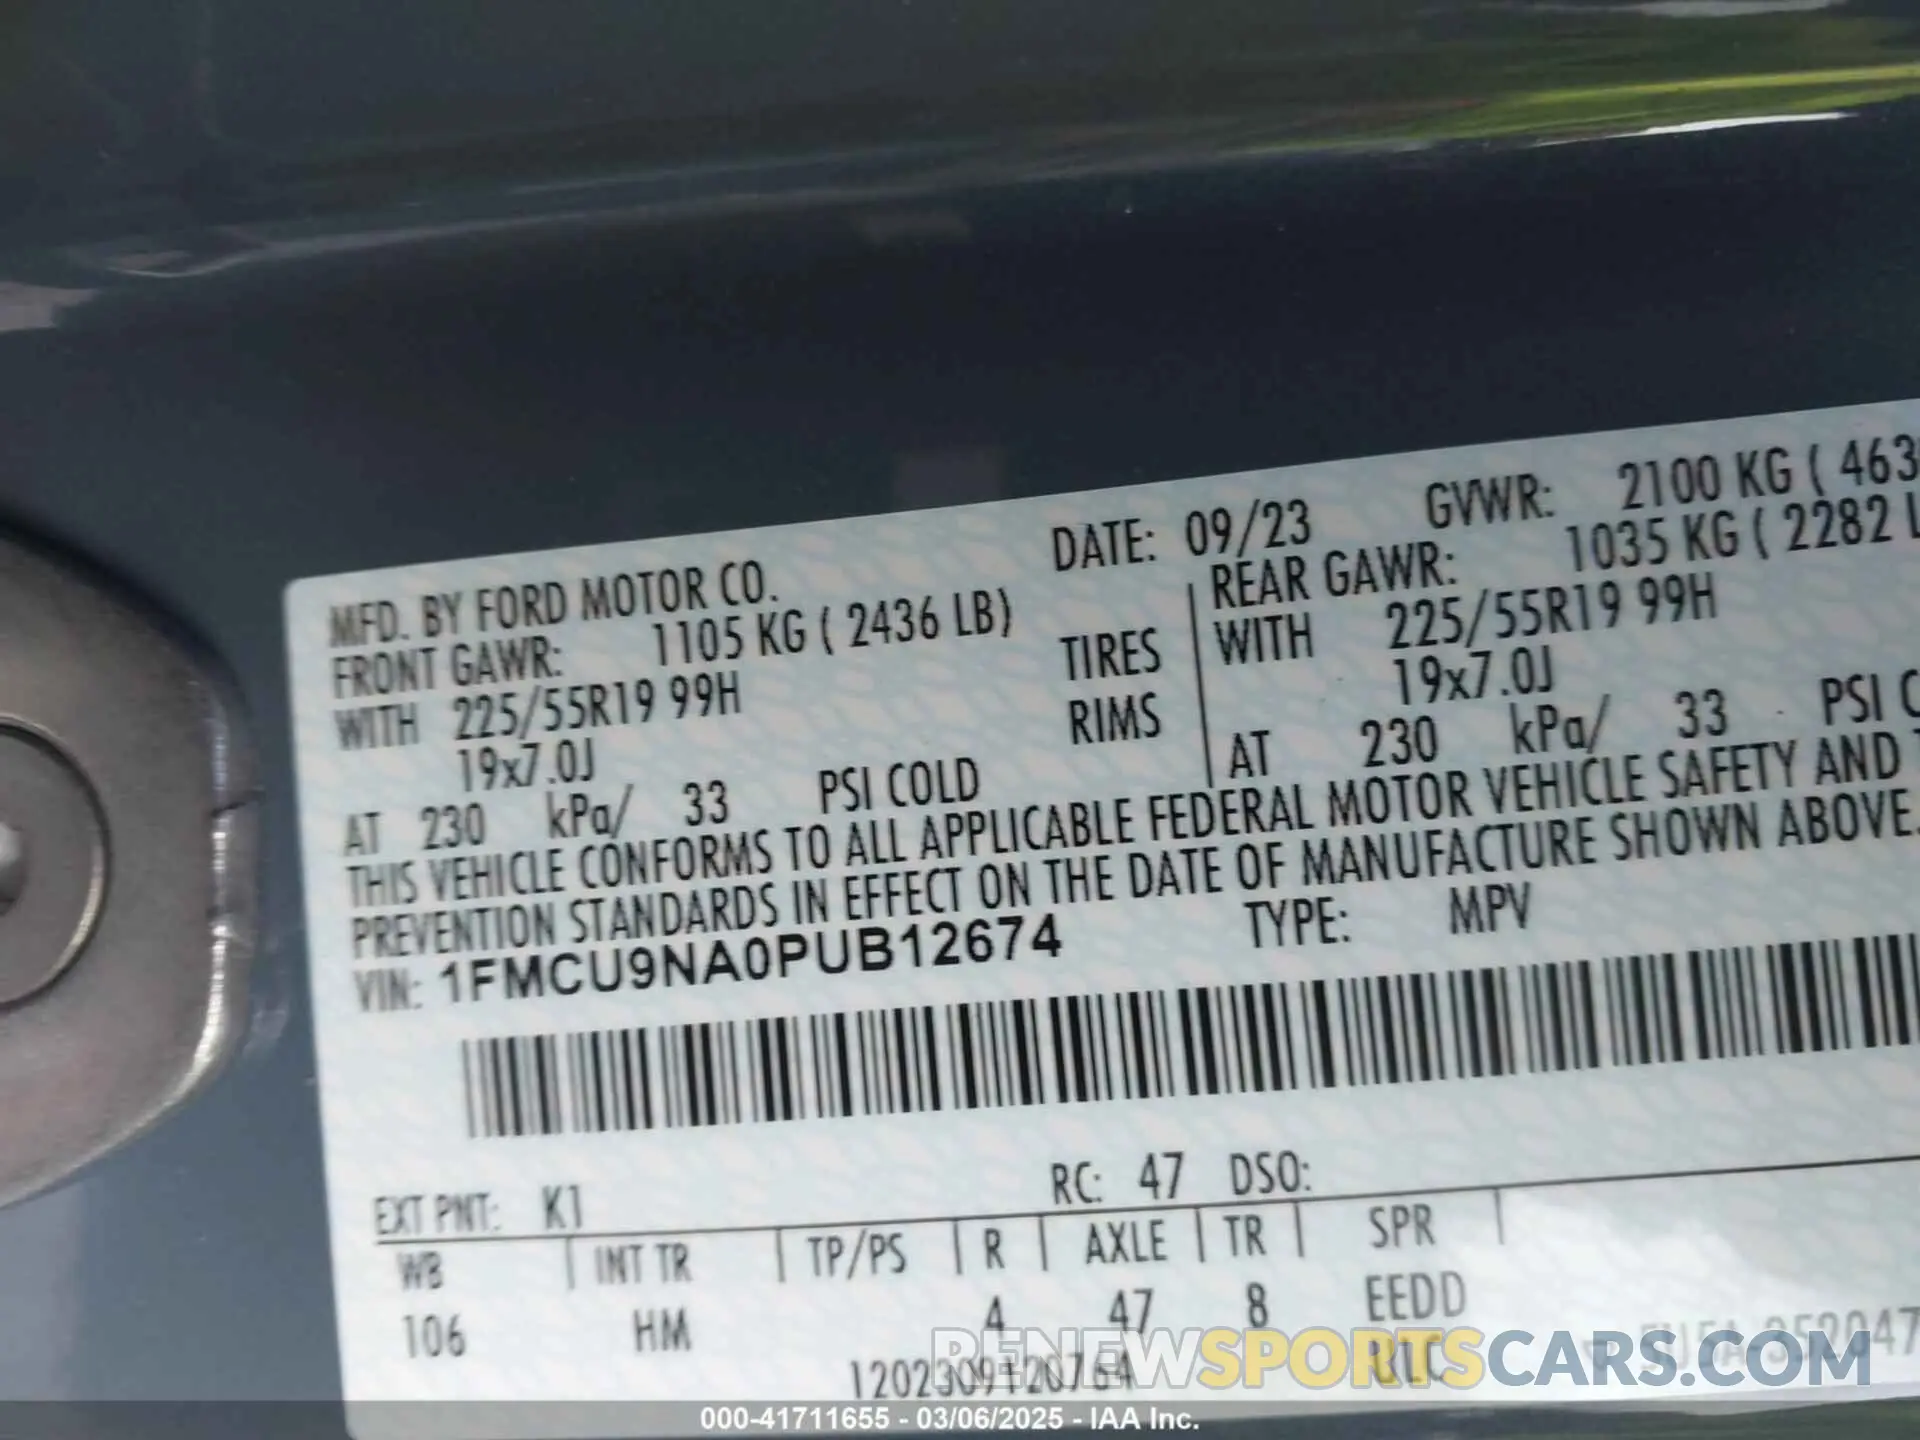 MFD. BY FORD MOTOR CO. DATE: 09/23 GVWR: 2100 KG ( 463
FRONT GAWR: 1105 KG ( 2436 LB) REAR GAWR: 1035 KG ( 2282 L
WITH 225/55R19 99H TIRES WITH 225/55R19 99H
19x7.0J RIMS 19x7.0J
AT 230 kPa/ 33 PSI COLD AT 230 kPa/ 33 PSI C
THIS VEHICLE CONFORMS TO ALL APPLICABLE FEDERAL MOTOR VEHICLE SAFETY AND T
PREVENTION STANDARDS IN EFFECT ON THE DATE OF MANUFACTURE SHOWN ABOVE.
VIN: 1FMCU9NA0PUB12674 TYPE: MPV
EXT PNT: K1 RC: 47 DSO:
WB INT TR TP/PS R AXLE TR SPR
106 HM 4 47 8 EEDD
1202309120764
RENEWSPORTSCARS.COM
000-41711655 - 03/06/2025 - IAA Inc.